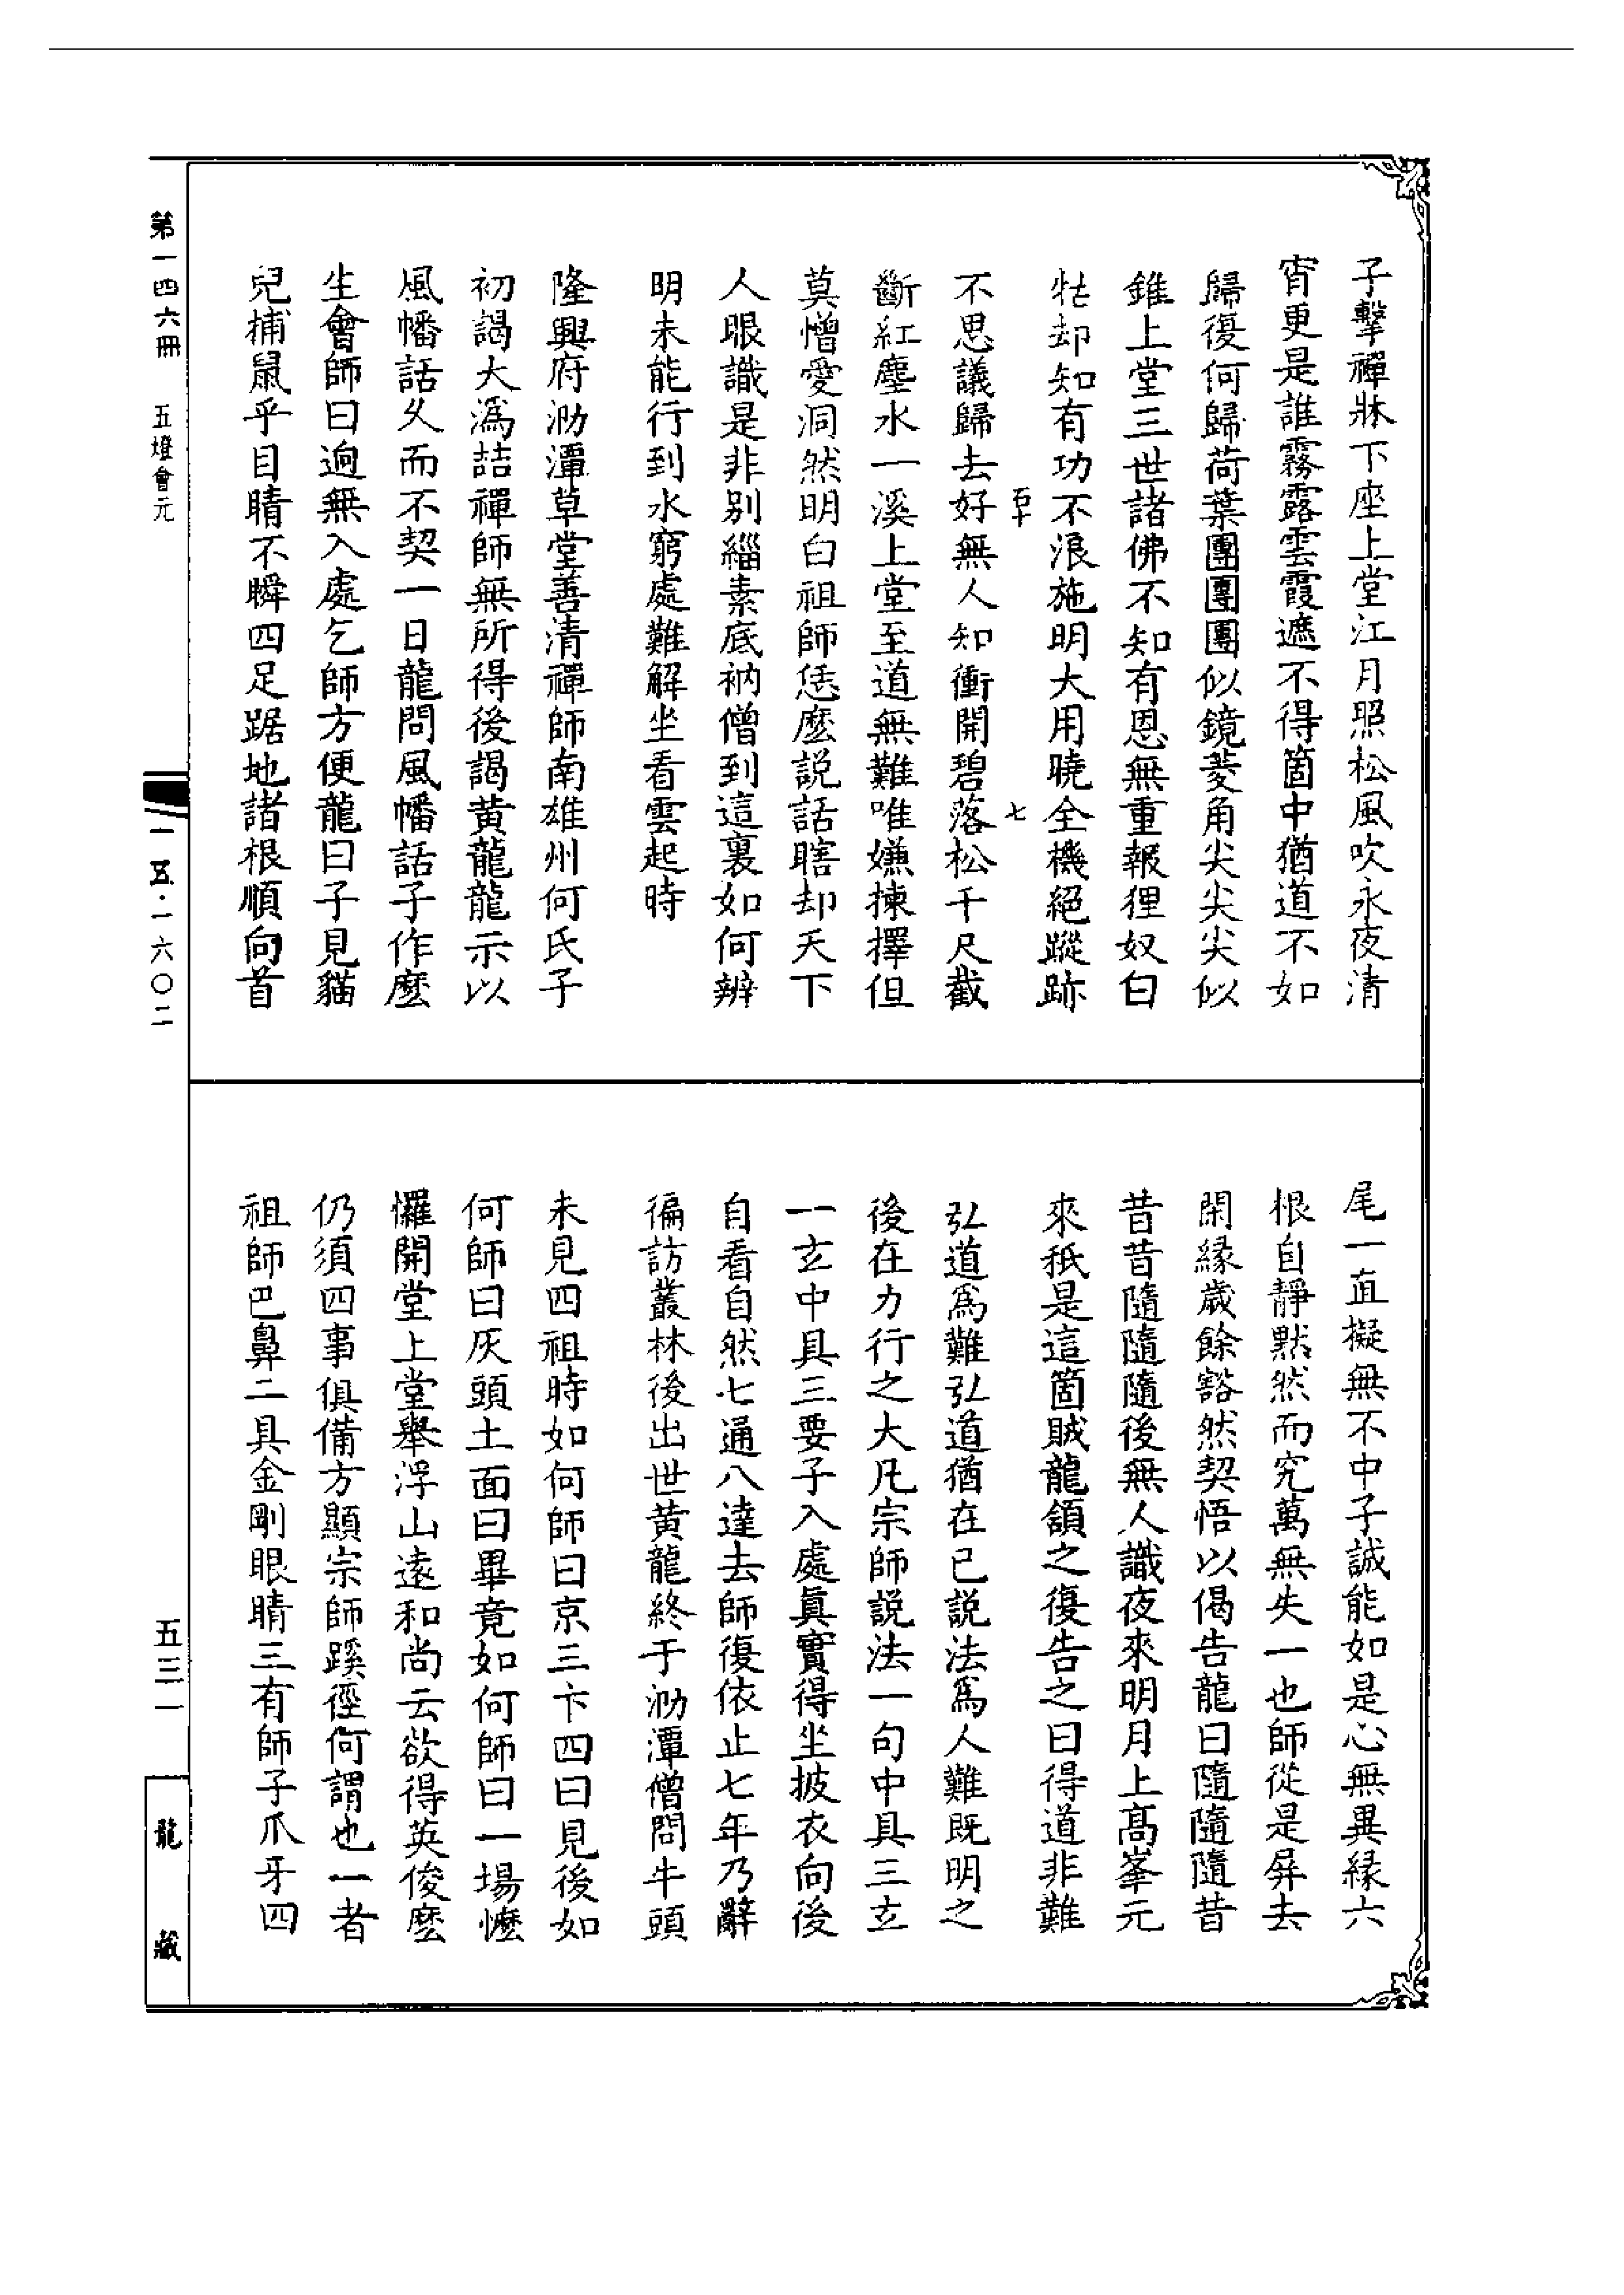 子擊禪牀下座上堂江月照松風吹永夜清
宵更是誰霧露雲霞遮不得箇中猶道不如
歸復何歸荷葉團團團似鏡菱角尖尖尖似
錐上堂三世諸佛不知有恩無重報狸奴白
牯却知有功不浪施明大用曉全機絕蹤跡
不思議歸去好無人知衝開碧落松千尺截
斷紅塵水一溪上堂至道無難唯嫌揀擇但
莫憎愛洞然明白祖師恁麽説話瞎却天下
人眼識是非別緇素底衲僧到這裏如何辨
明未能行到水窮處難解坐看雲起時
隆興府泐潭草堂善清禪師南雄州何氏子
初謁大潙喆禪師無所得後謁黃龍龍示以
風幡話久而不契一日龍問風幡話子作麽
生會師曰逈無入處乞師方便龍曰子見貓
兒捕鼠乎目睛不瞬四足踞地諸根順向首
尾一直擬無不中子誠能如是心無異緣六
根自靜默然而究萬無失一也師從是屏去
閑緣歲餘豁然契悟以偈告龍曰隨隨隨昔
昔昔隨隨隨後無人識夜來明月上高峯元
來秖是這箇賊龍頷之復告之曰得道非難
弘道爲難弘道猶在已説法爲人難既明之
後在力行之大凡宗師説法一句中具三玄
一玄中具三要子入處眞實得坐披衣向後
自看自然七通八達去師復依止七年乃辭
徧訪叢林後出世黃龍終于泐潭僧問牛頭
未見四祖時如何師曰京三卞四曰見後如
何師曰灰頭土面曰畢竟如何師曰一場懡
㦬開堂上堂舉浮山遠和尚云欲得英俊麽
仍須四事俱備方顯宗師蹊徑何謂也一者
祖師巴鼻二具金剛眼睛三有師子爪牙四
第一四六冊 五燈會元
一五·一六〇二
五三一
龍藏
七